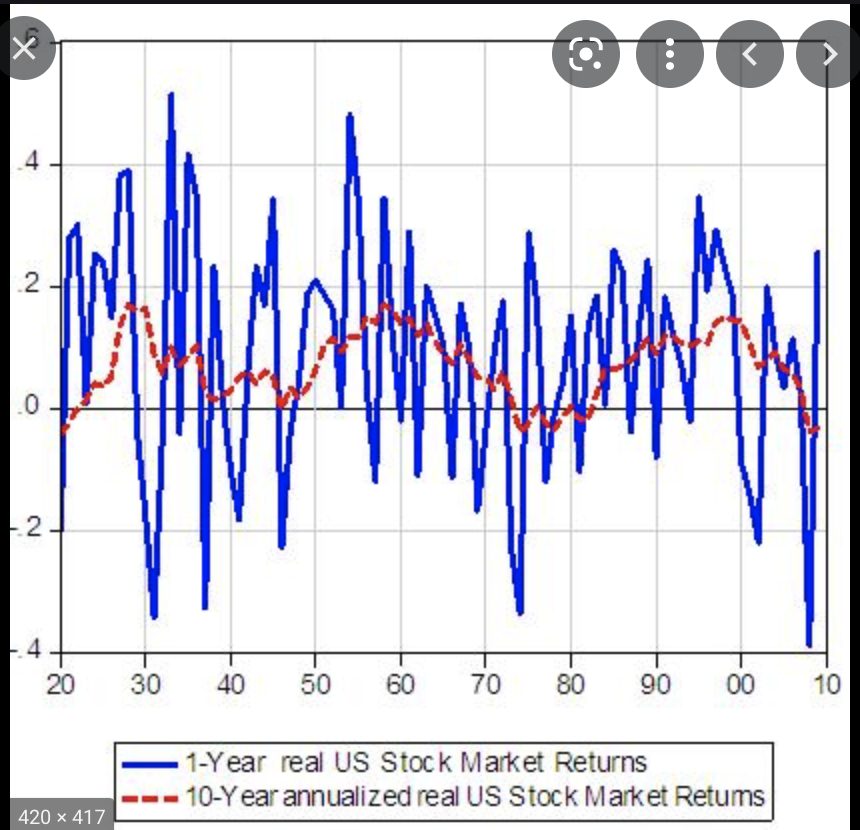 .6
.4
.2
.0
-.2
-.4
20 30 40 50 60 70 80 90 00 10
1-Year real US Stock Market Returns
10-Year annualized real US Stock Market Returns
420 × 417